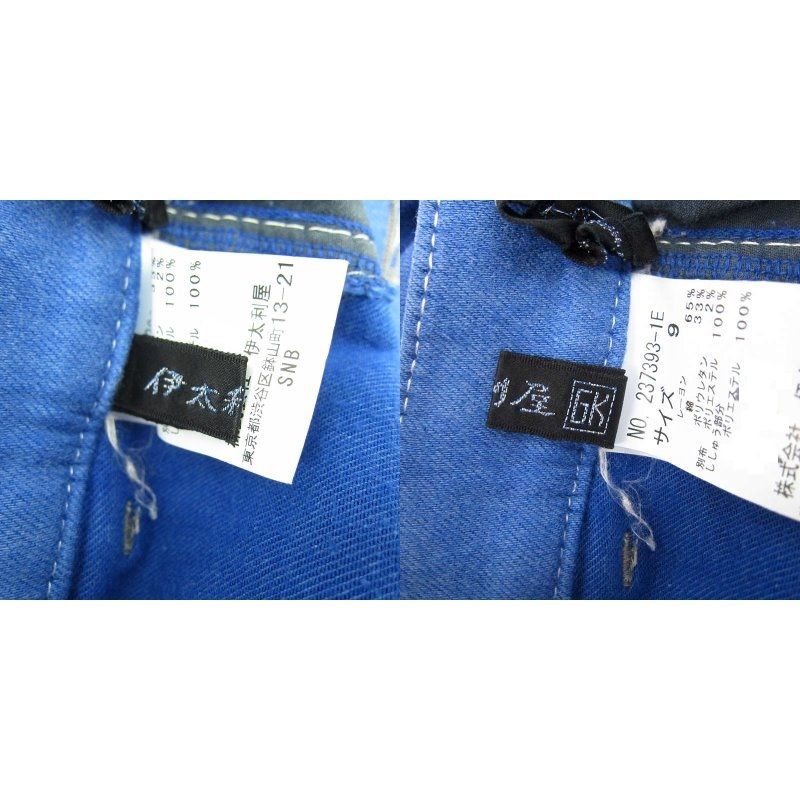 33%
32%
100%
100%
伊太利屋
東京都渋谷区鉢山町13-21
SNB
伊太利
屋 GK
NO. 237393-1E
サイズ 9
レーヨン 65%
綿 33%
ポリウレタン 2%
別布 ポリエステル 100%
ししゅう部分 ポリエステル 100%
株式会社